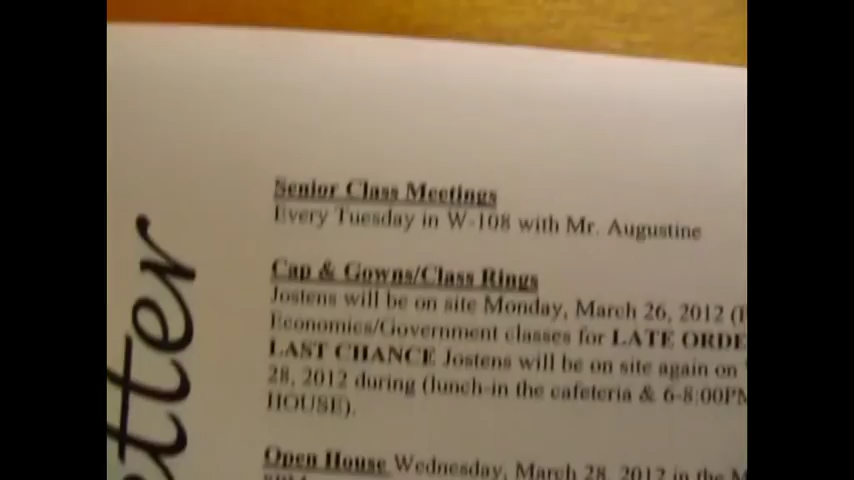 Senior Class Meetings
Every Tuesday in W-108 with Mr. Augustine
Cap & Gowns/Class Rings
Jostens will be on site Monday, March 26, 2012
Economics/Government classes for LATE ORDE
LAST CHANCE Jostens will be on site again on
28, 2012 during (lunch-in the cafeteria & 6-8:00PM
HOUSE).
Open House Wednesday, March 28, 2012 in the
etter